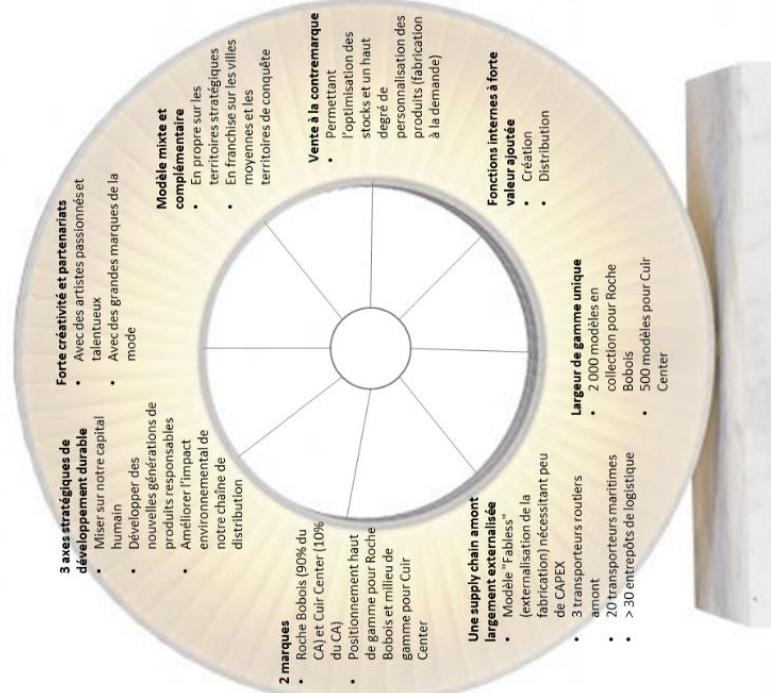 3 axes stratégiques de
développement durable
• Miser sur notre capital
humain
• Développer des
nouvelles générations de
produits responsables
• Améliorer l'impact
environnemental de
notre chaîne de
distribution
Forte créativité et partenariats
• Avec des artistes passionnés et
talentueux
• Avec des grandes marques de la
mode
Modèle mixte et
complémentaire
• En propre sur les
territoires stratégiques
• En franchise sur les villes
moyennes et les
territoires de conquête
Vente à la contremarque
• Permettant
l'optimisation des
stocks et un haut
degré de
personnalisation des
produits (fabrication
à la demande)
Fonctions internes à forte
valeur ajoutée
• Création
• Distribution
Largeur de gamme unique
• 2 000 modèles en
collection pour Roche
Bobois
• 500 modèles pour Cuir
Center
Une supply chain amont
largement externalisée
• Modèle "Fabless"
(externalisation de la
fabrication) nécessitant peu
de CAPEX
• 3 transporteurs routiers
amont
• 20 transporteurs maritimes
• > 30 entrepôts de logistique
2 marques
• Roche Bobois (90% du
CA) et Cuir Center (10%
du CA)
• Positionnement haut
de gamme pour Roche
Bobois et milieu de
gamme pour Cuir
Center